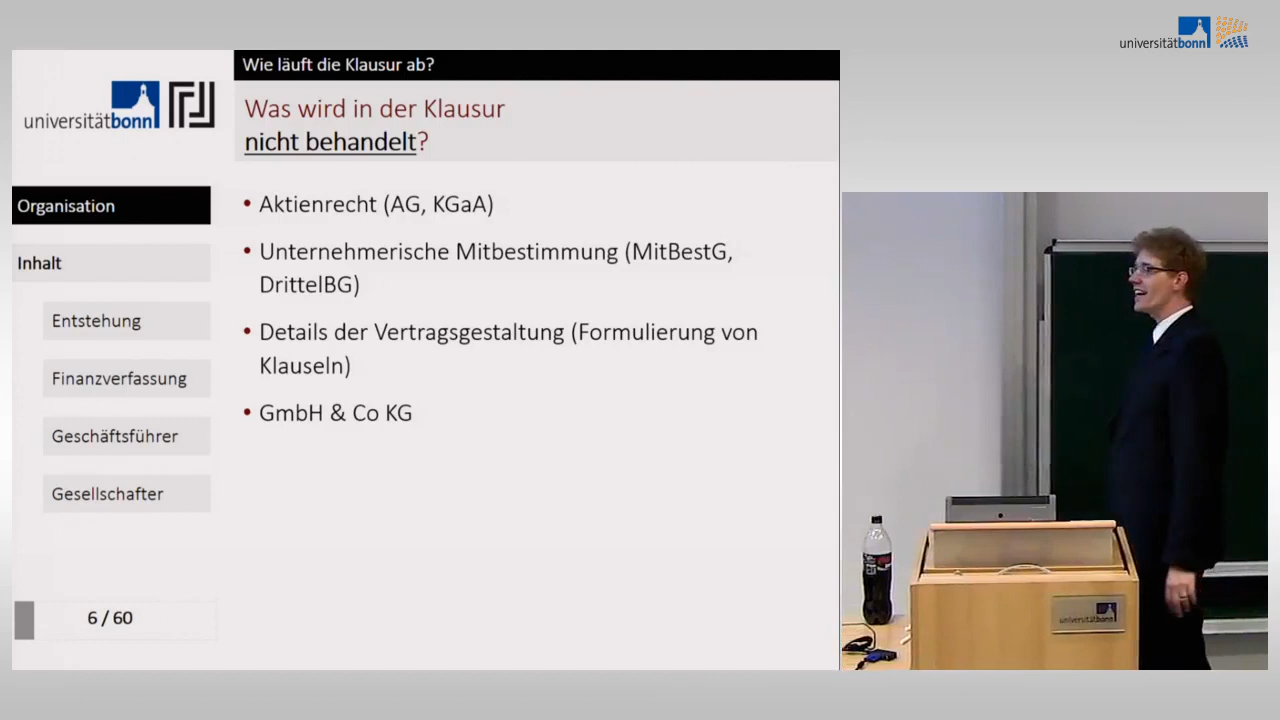 universitätbonn
Wie läuft die Klausur ab?
universitätbonn
Was wird in der Klausur
nicht behandelt?
Organisation
Inhalt
Entstehung
Finanzverfassung
Geschäftsführer
Gesellschafter
6 / 60
• Aktienrecht (AG, KGaA)
• Unternehmerische Mitbestimmung (MitBestG,
DrittelBG)
• Details der Vertragsgestaltung (Formulierung von
Klauseln)
• GmbH & Co KG
universitätbonn